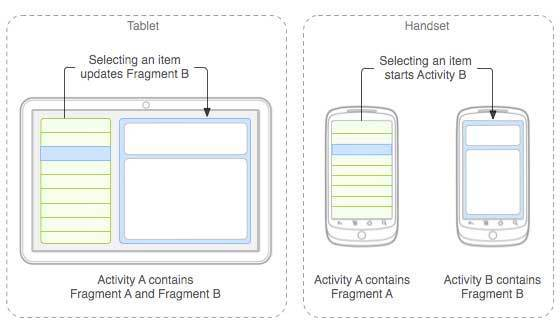 Tablet
Selecting an item
updates Fragment B
Activity A contains
Fragment A and Fragment B
Handset
Selecting an item
starts Activity B
Activity A contains
Fragment A
Activity B contains
Fragment B